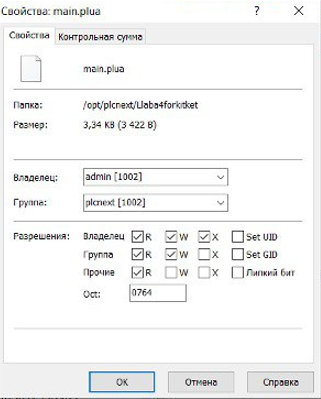 Свойства: main.plua ? ×
Свойства Контрольная сумма
main.plua
Папка: /opt/plcnext/Llaba4forkitket
Размер: 3,34 KB (3 422 B)
Владелец: admin [1002]
Группа: plcnext [1002]
Разрешения: Владелец R W X Set UID
Группа R W X Set GID
Прочие R W X Липкий бит
Oct: 0764
OK Отмена Справка